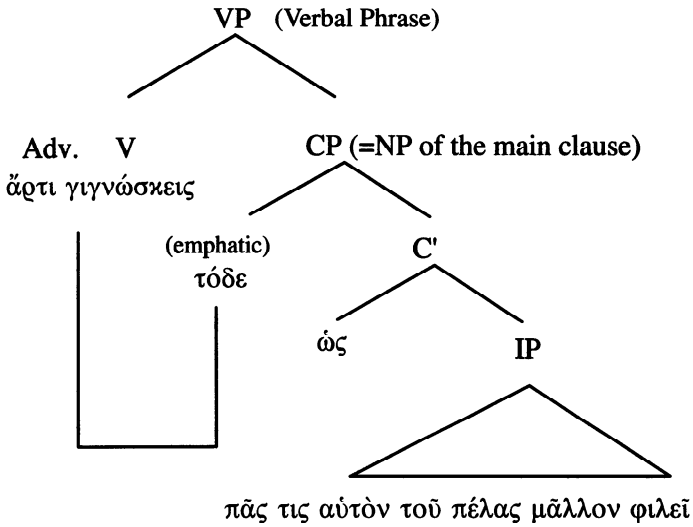 VP (Verbal Phrase)
Adv. V CP (=NP of the main clause)
ἄρτι γιγνώσκεις
(emphatic) C'
τόδε
ὡς IP
πᾶς τις αὑτὸν τοῦ πέλας μᾶλλον φιλεῖ